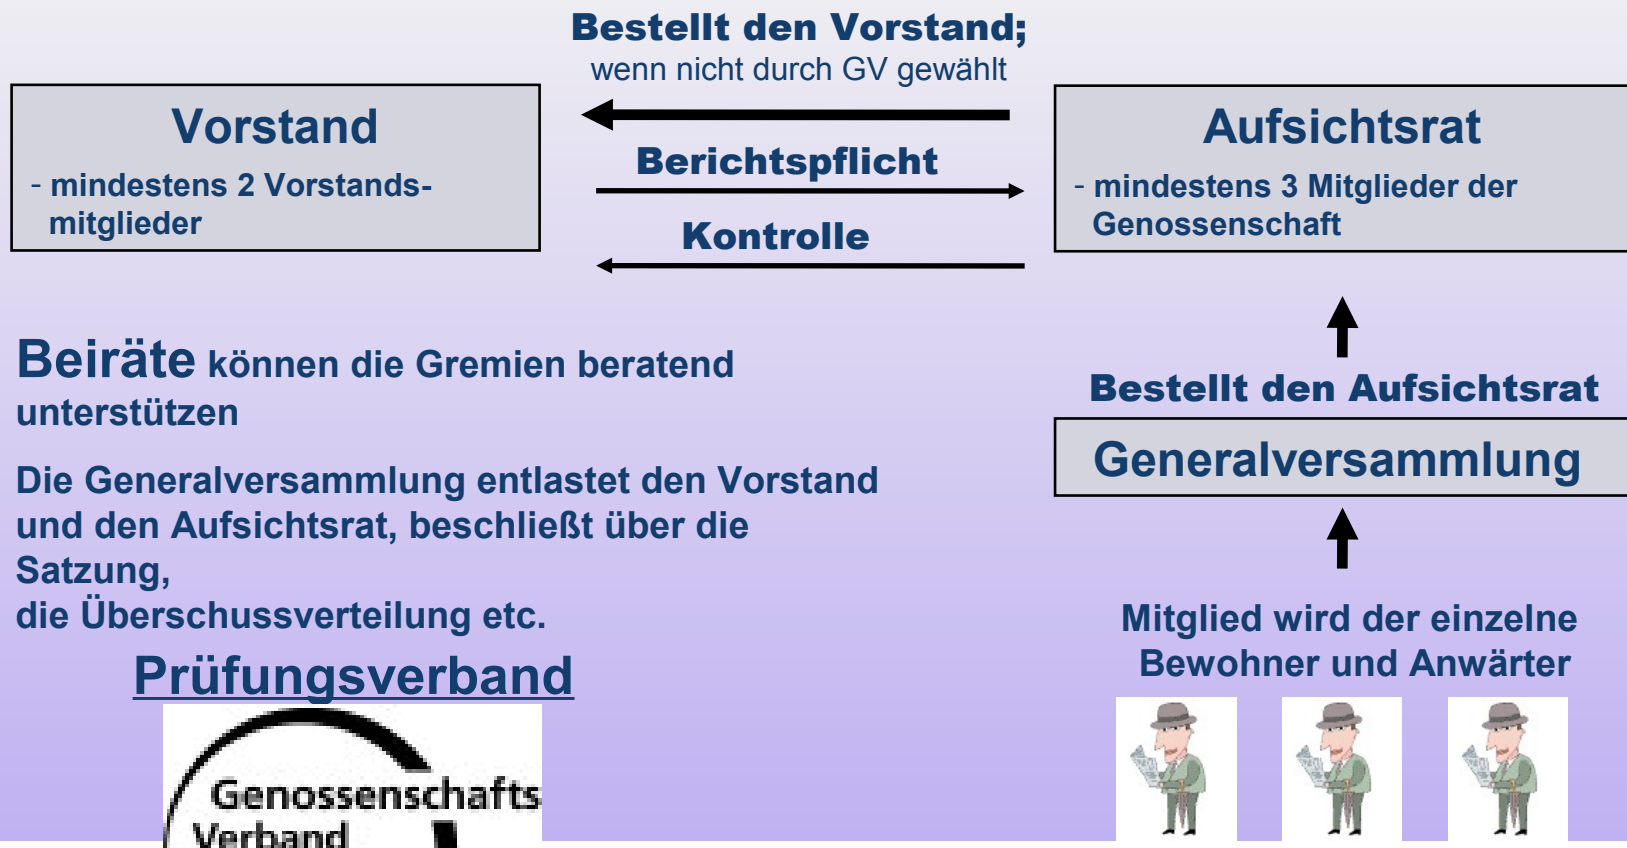 Bestellt den Vorstand;
wenn nicht durch GV gewählt
Vorstand
- mindestens 2 Vorstands-
mitglieder
Berichtspflicht
Kontrolle
Aufsichtsrat
- mindestens 3 Mitglieder der
Genossenschaft
Beiräte können die Gremien beratend
unterstützen
Die Generalversammlung entlastet den Vorstand
und den Aufsichtsrat, beschließt über die
Satzung,
die Überschussverteilung etc.
Bestellt den Aufsichtsrat
Generalversammlung
Mitglied wird der einzelne
Bewohner und Anwärter
Prüfungsverband
Genossenschafts
Verband